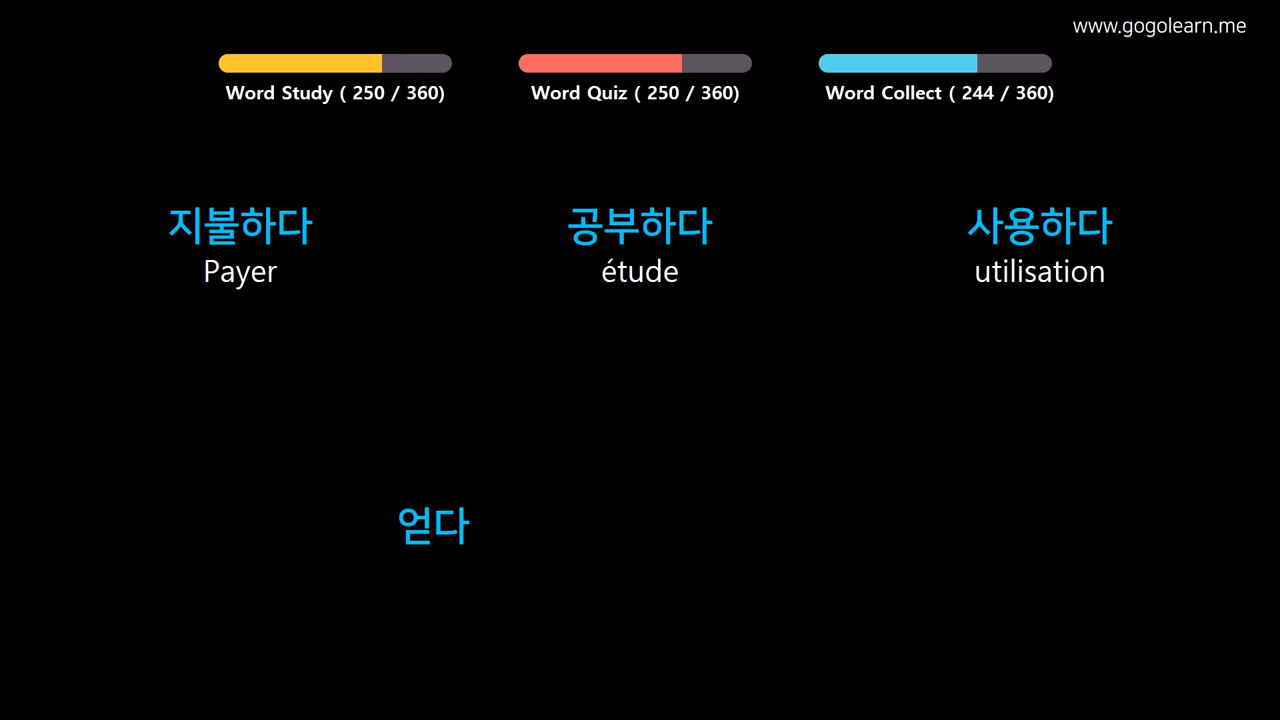 www.gogolearn.me
Word Study ( 250 / 360)
Word Quiz ( 250 / 360)
Word Collect ( 244 / 360)
지불하다
Payer
공부하다
étude
사용하다
utilisation
얻다